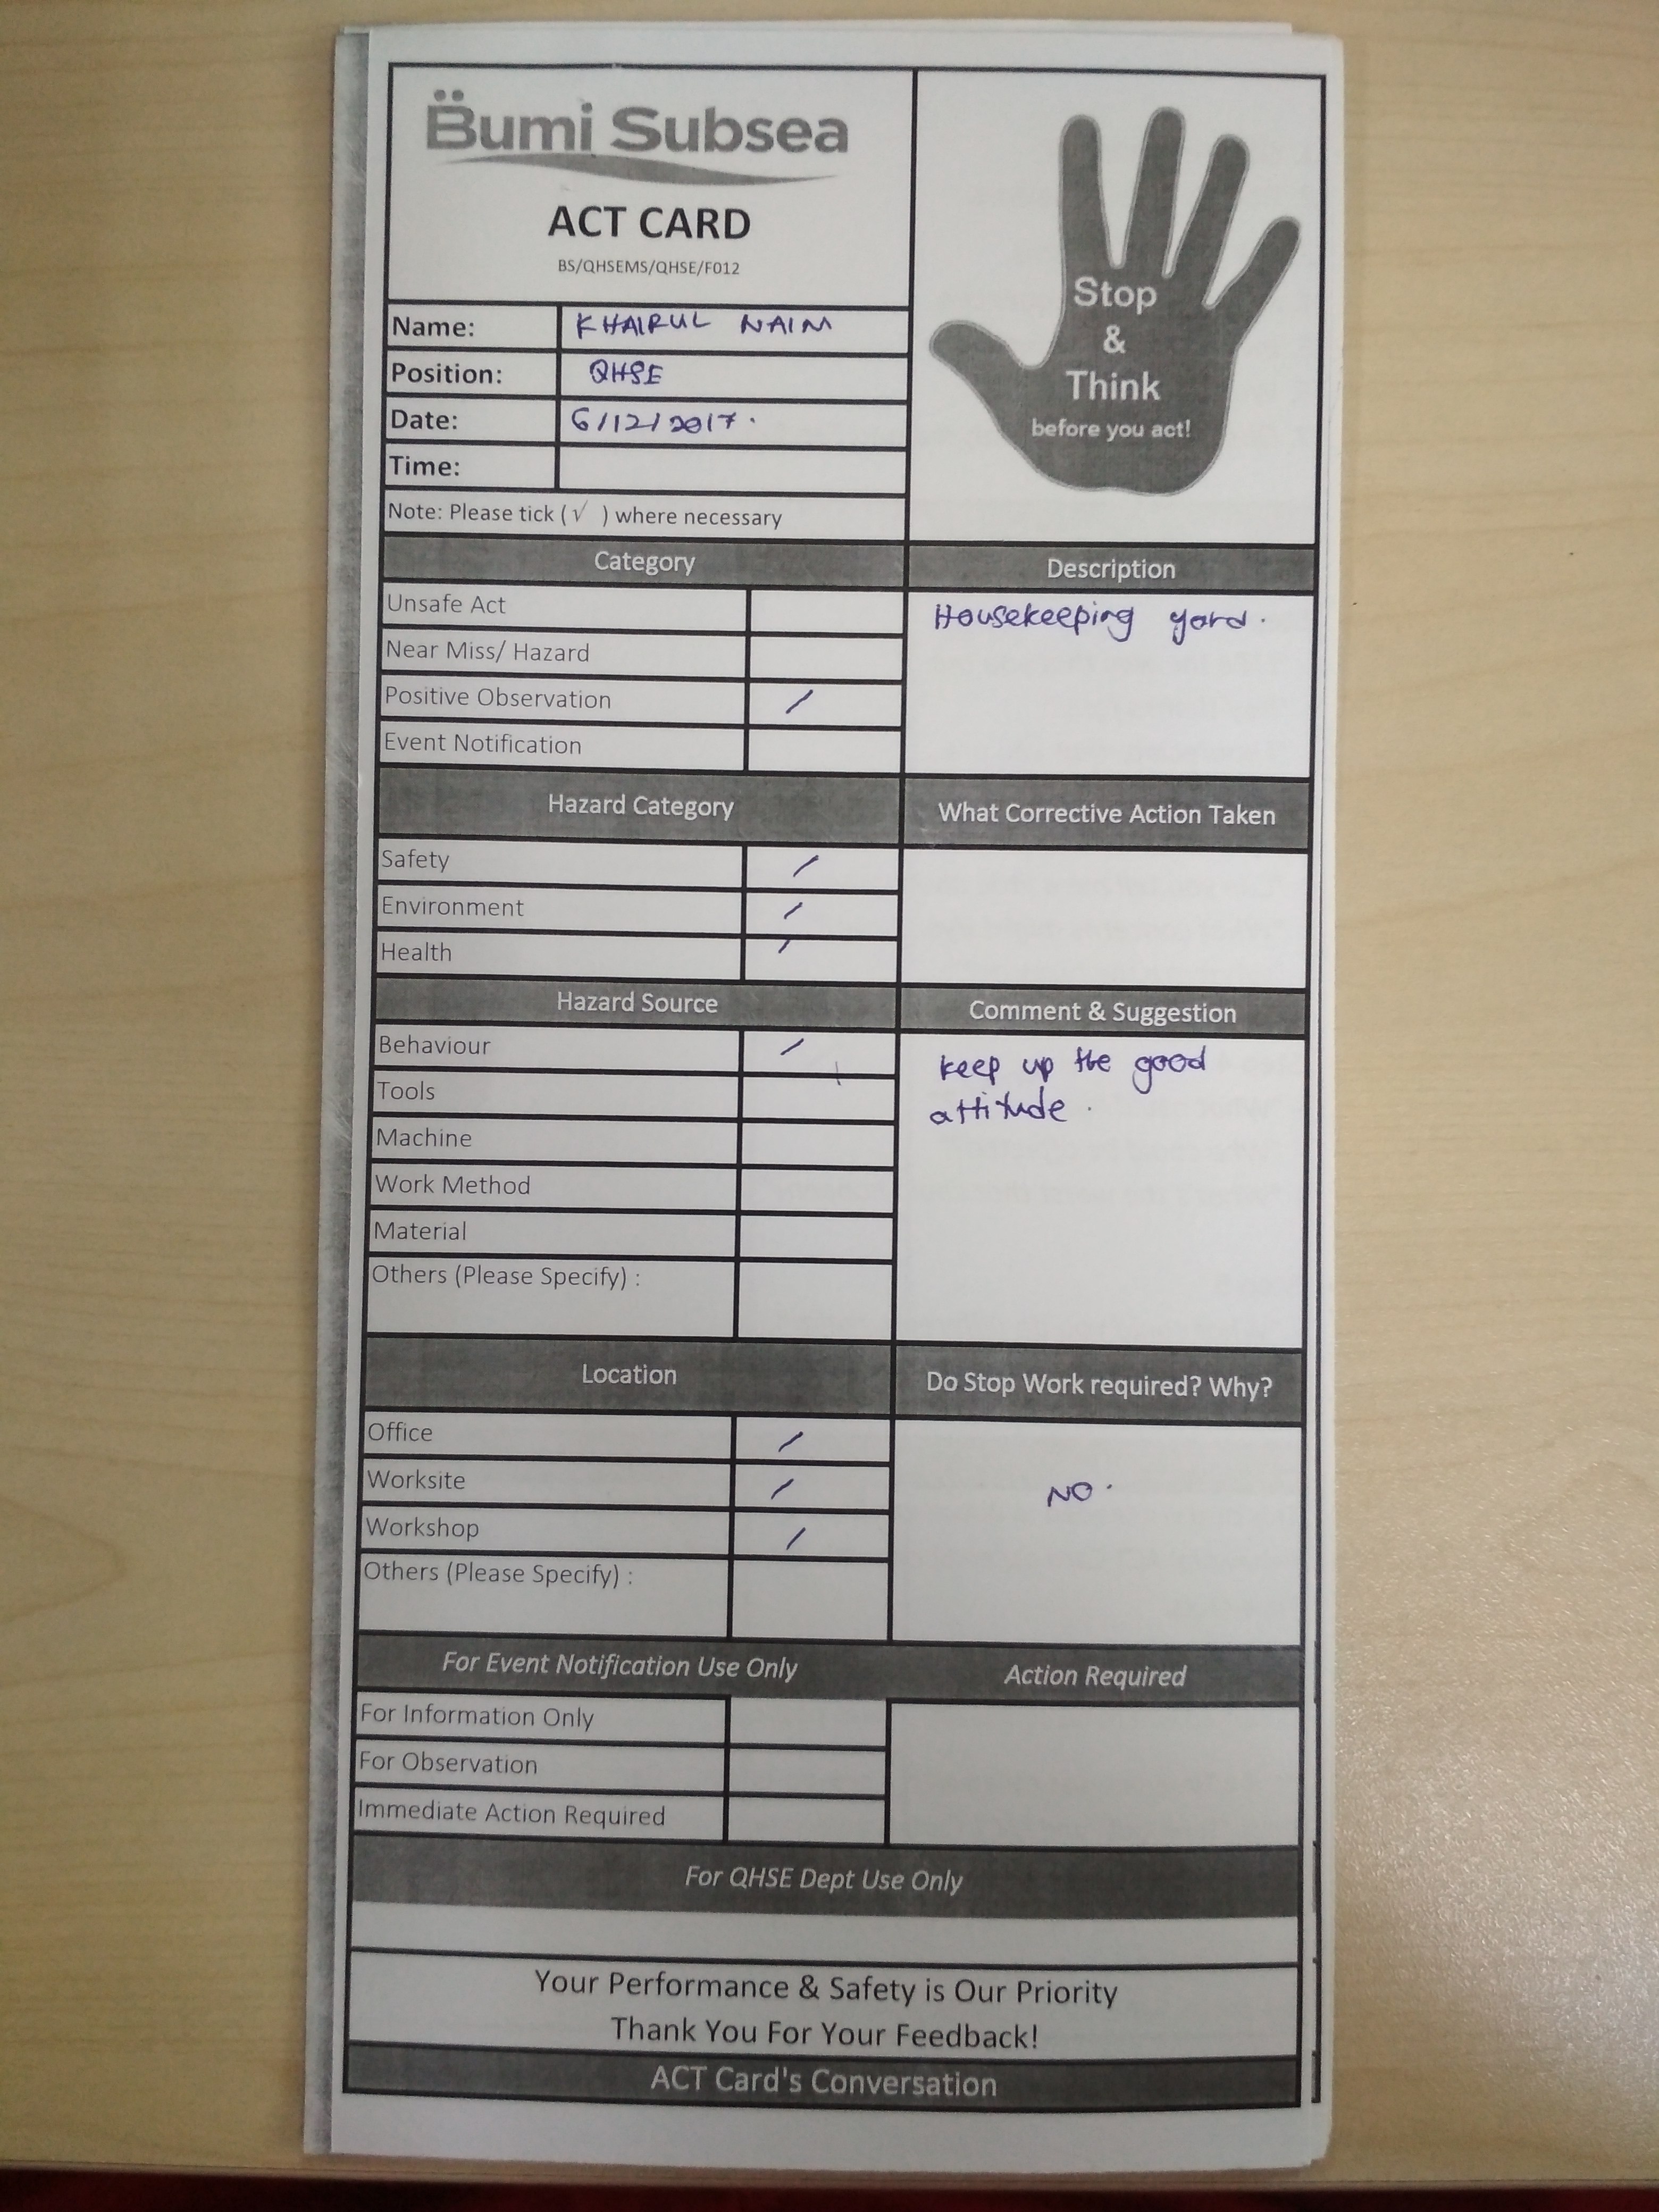 Bumi Subsea
ACT CARD
BS/QHSEMS/QHSE/F012
Stop
&
Think
before you act!
Name: KHAIRUL NAIM
Position: QHSE
Date: 6/12/2017.
Time:
Note: Please tick ( √ ) where necessary
Category
Description
Unsafe Act
Near Miss/ Hazard
Positive Observation /
Event Notification
Housekeeping yard.
Hazard Category
What Corrective Action Taken
Safety /
Environment /
Health /
Hazard Source
Comment & Suggestion
Behaviour /
Tools
Machine
Work Method
Material
Others (Please Specify) :
keep up the good
attitude.
Location
Do Stop Work required? Why?
Office /
Worksite /
Workshop /
Others (Please Specify) :
NO.
For Event Notification Use Only
Action Required
For Information Only
For Observation
Immediate Action Required
For QHSE Dept Use Only
Your Performance & Safety is Our Priority
Thank You For Your Feedback!
ACT Card's Conversation